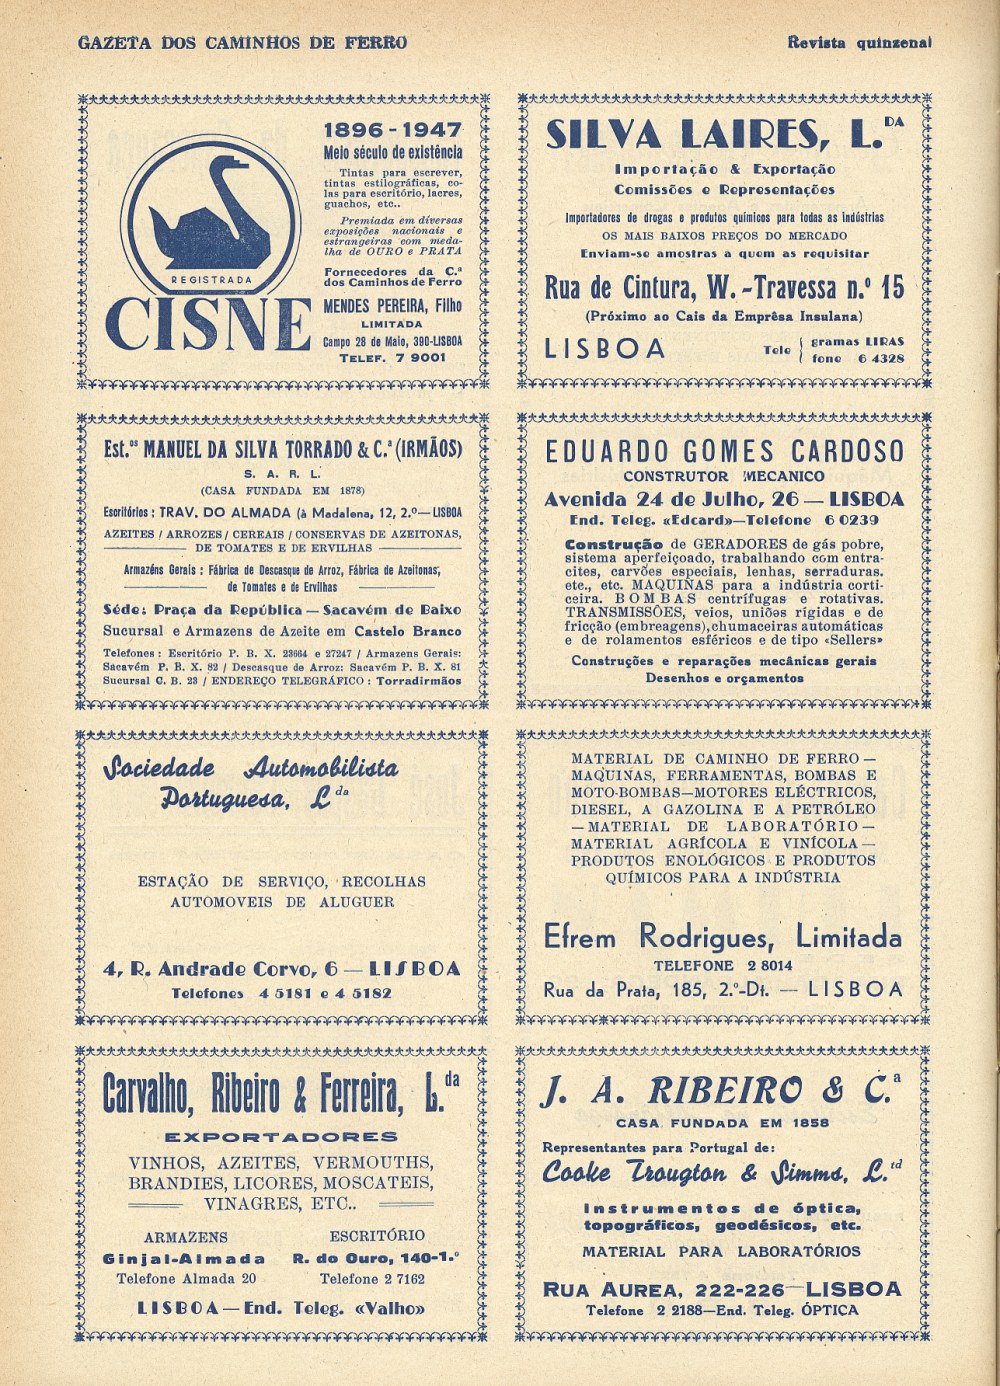 GAZETA DOS CAMINHOS DE FERRO
Revista quinzenal
REGISTRADA
CISNE
1896 - 1947
Meio século de existência
Tintas para escrever,
tintas estilográficas, co-
las para escritório, lacres,
guachos, etc..
Premiada em diversas
exposições nacionais e
estrangeiras com meda-
lha de OURO e PRATA
Fornecedores da C.ª
dos Caminhos de Ferro
MENDES PEREIRA, Filho
LIMITADA
Campo 28 de Maio, 390-LISBOA
TELEF. 7 9001
SILVA LAIRES, L.DA
Importação & Exportação
Comissões e Representações
Importadores de drogas e produtos químicos para todas as indústrias
OS MAIS BAIXOS PREÇOS DO MERCADO
Enviam-se amostras a quem as requisitar
Rua de Cintura, W. - Travessa n.º 15
(Próximo ao Cais da Emprêsa Insulana)
LISBOA
Tele { gramas LIRAS
fone 6 4328
Est.os MANUEL DA SILVA TORRADO & C.ª (IRMÃOS)
S. A. R. L.
(CASA FUNDADA EM 1878)
Escritórios : TRAV. DO ALMADA (à Madalena, 12, 2.º—LISBOA
AZEITES / ARROZES / CEREAIS / CONSERVAS DE AZEITONAS,
DE TOMATES E DE ERVILHAS
Armazéns Gerais : Fábrica de Descasque de Arroz, Fábrica de Azeitonas,
de Tomates e de Ervilhas
Séde: Praça da República — Sacavém de Baixo
Sucursal e Armazens de Azeite em Castelo Branco
Telefones : Escritório P. B. X. 23664 e 27247 / Armazens Gerais:
Sacavém P. B. X. 82 / Descasque de Arroz: Sacavém P. B. X. 81
Sucursal C. B. 23 / ENDEREÇO TELEGRÁFICO : Torradirmãos
EDUARDO GOMES CARDOSO
CONSTRUTOR MECANICO
Avenida 24 de Julho, 26 — LISBOA
End. Teleg. «Edcard»—Telefone 6 0239
Construção de GERADORES de gás pobre,
sistema aperfeiçoado, trabalhando com entra-
cites, carvões especiais, lenhas, serraduras.
etc., etc. MAQUINAS para a indústria corti-
ceira. BOMBAS centrífugas e rotativas.
TRANSMISSÕES, veios, uniões rígidas e de
fricção (embreagens), chumaceiras automáticas
e de rolamentos esféricos e de tipo «Sellers»
Construções e reparações mecânicas gerais
Desenhos e orçamentos
Sociedade Automobilista
Portuguesa, L.da
ESTAÇÃO DE SERVIÇO, RECOLHAS
AUTOMOVEIS DE ALUGUER
4, R. Andrade Corvo, 6 — LISBOA
Telefones 4 5181 e 4 5182
MATERIAL DE CAMINHO DE FERRO —
MAQUINAS, FERRAMENTAS, BOMBAS E
MOTO-BOMBAS—MOTORES ELÉCTRICOS,
DIESEL, A GAZOLINA E A PETRÓLEO
—MATERIAL DE LABORATÓRIO—
MATERIAL AGRÍCOLA E VINÍCOLA —
PRODUTOS ENOLÓGICOS E PRODUTOS
QUÍMICOS PARA A INDÚSTRIA
Efrem Rodrigues, Limitada
TELEFONE 2 8014
Rua da Prata, 185, 2.º-Dt. — LISBOA
Carvalho, Ribeiro & Ferreira, L.da
EXPORTADORES
VINHOS, AZEITES, VERMOUTHS,
BRANDIES, LICORES, MOSCATEIS,
VINAGRES, ETC..
ARMAZENS
Ginjal-Almada
Telefone Almada 20
ESCRITÓRIO
R. do Ouro, 140-1.º
Telefone 2 7162
LISBOA — End. Teleg. «Valho»
J. A. RIBEIRO & C.ª
CASA FUNDADA EM 1858
Representantes para Portugal de:
Cooke Trougton & Simms, L.td
Instrumentos de óptica,
topográficos, geodésicos, etc.
MATERIAL PARA LABORATÓRIOS
RUA AUREA, 222-226—LISBOA
Telefone 2 2188—End. Teleg. ÓPTICA